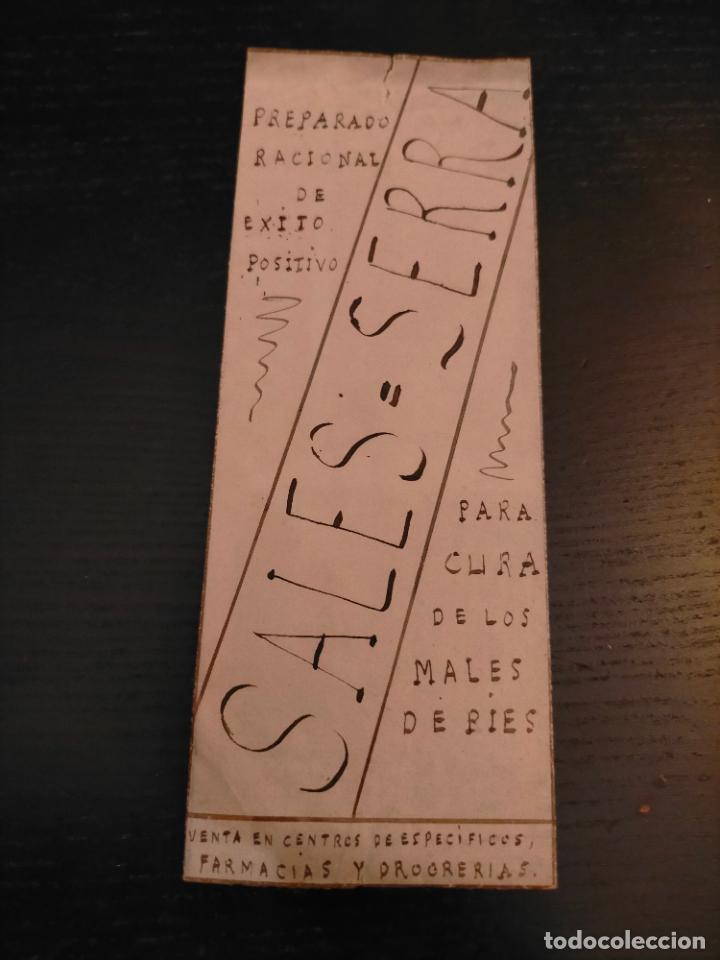 PREPARADO
RACIONAL
DE
EXITO
POSITIVO
SALES = SERRA
PARA
CURA
DE LOS
MALES
DE PIES
VENTA EN CENTROS DE ESPECIFICOS,
FARMACIAS Y DROGRERIAS.
todocoleccion